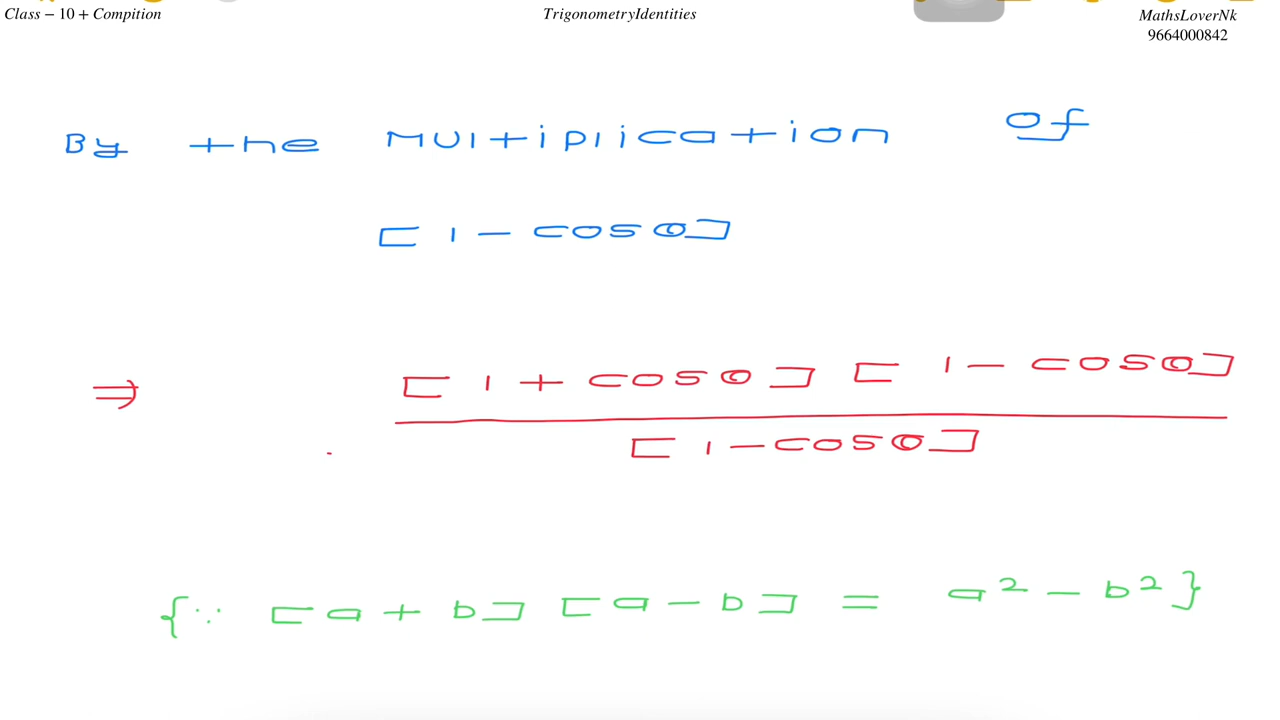 Class – 10 + Compition TrigonometryIdentities MathsLoverNk
9664000842
By the Multiplication of
[1 - cosθ]
⇒ [1 + cosθ] [1 - cosθ]
[1 - cosθ]
{∵ [a + b] [a - b] = a² - b²}